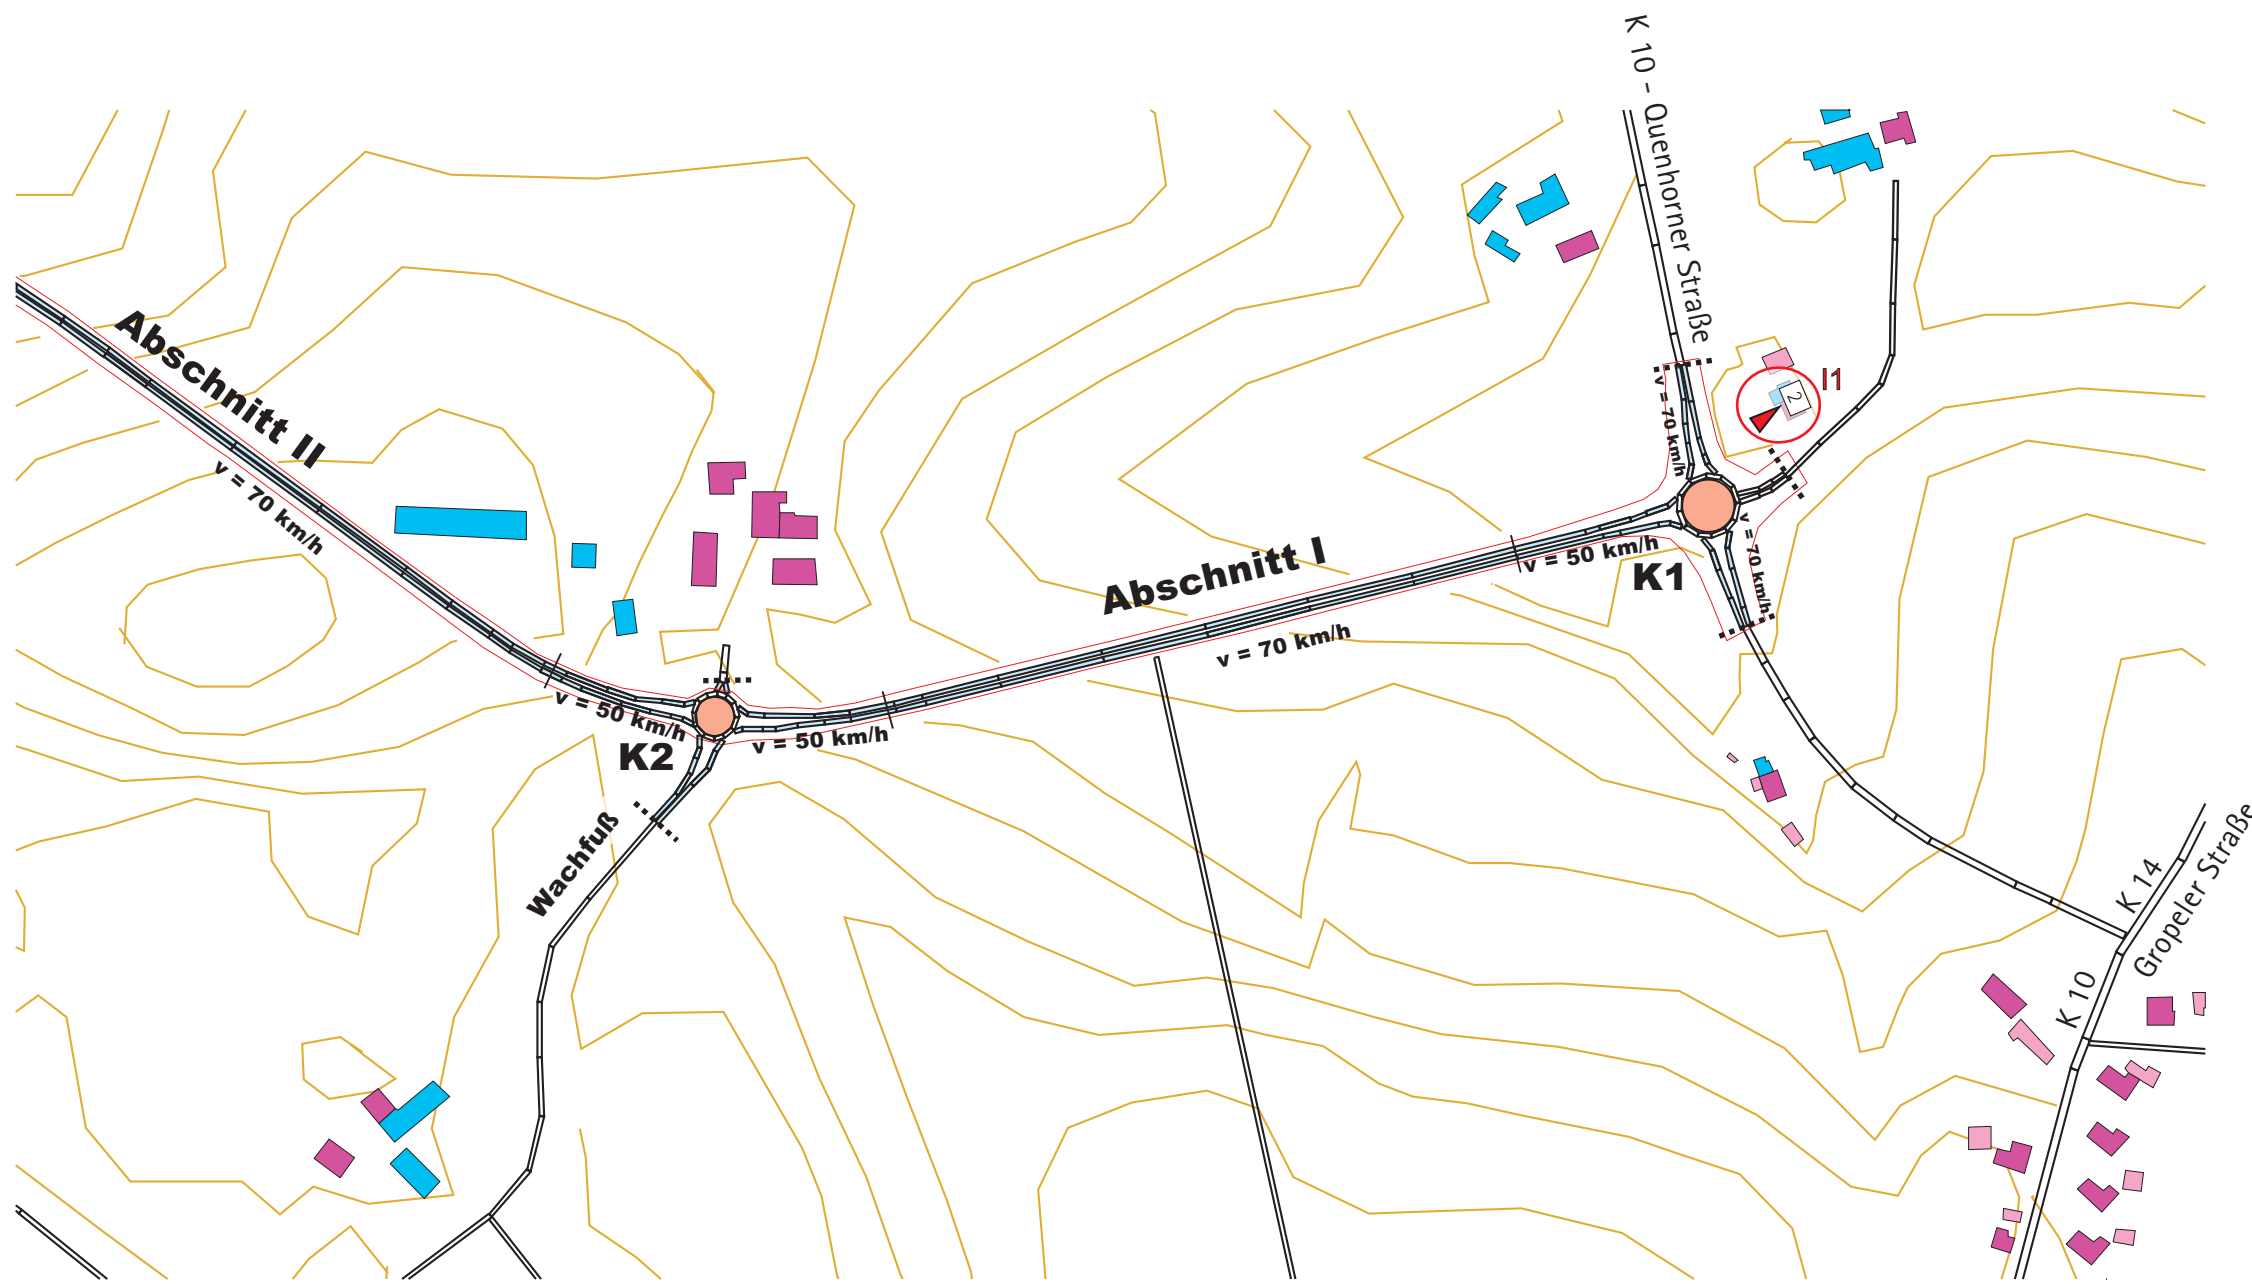 K 10 - Quenhorner Straße
Abschnitt II
v = 70 km/h
v = 70 km/h
2
I1
Abschnitt I
v = 50 km/h
K1
v = 70 km/h
v = 70 km/h
v = 50 km/h
K2
v = 50 km/h
Wachfuß
K 14
Gropeler Straße
K 10